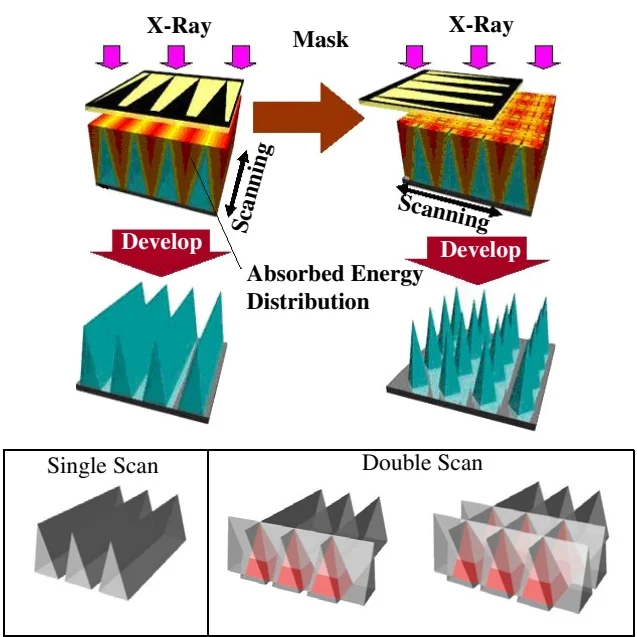 X-Ray
Mask
X-Ray
Scanning
Scanning
Develop
Develop
Absorbed Energy
Distribution
Single Scan
Double Scan